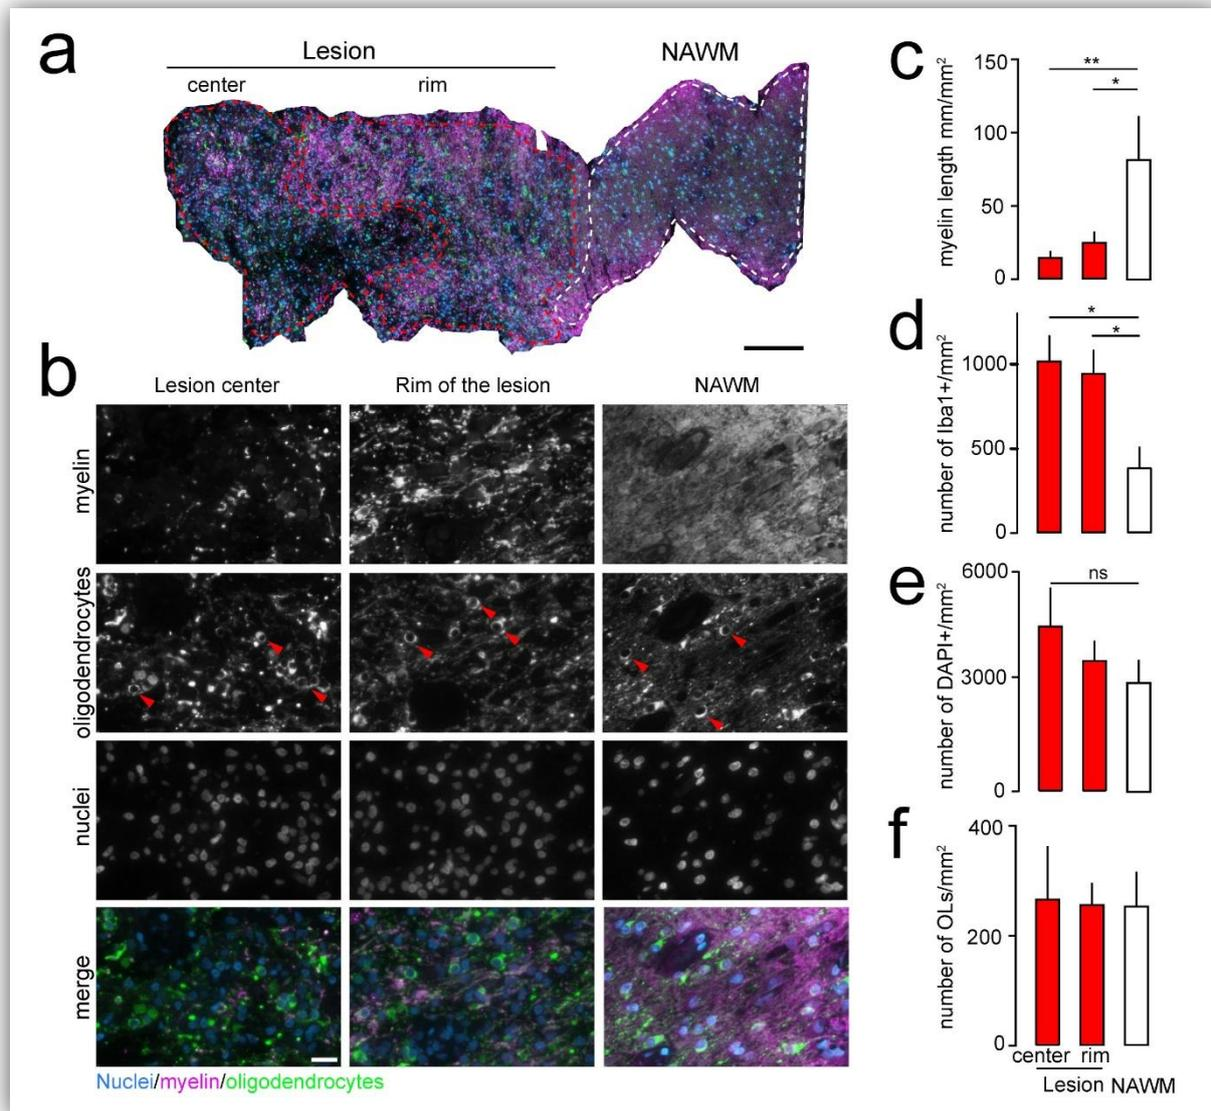 a
Lesion
NAWM
center
rim
b
Lesion center
Rim of the lesion
NAWM
myelin
oligodendrocytes
nuclei
merge
Nuclei/myelin/oligodendrocytes
c
myelin length mm/mm²
150
100
50
0
**
*
d
number of Iba1+/mm²
1000
500
0
*
*
e
number of DAPI+/mm²
6000
3000
0
ns
f
number of OLs/mm²
400
200
0
center
rim
Lesion
NAWM